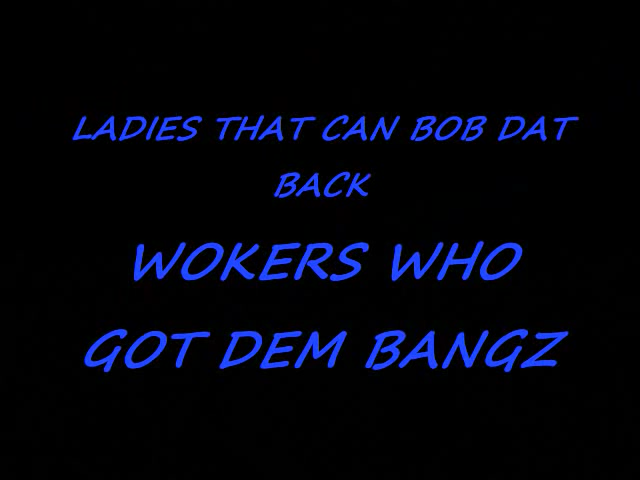 LADIES THAT CAN BOB DAT
BACK
WOKERS WHO
GOT DEM BANGZ